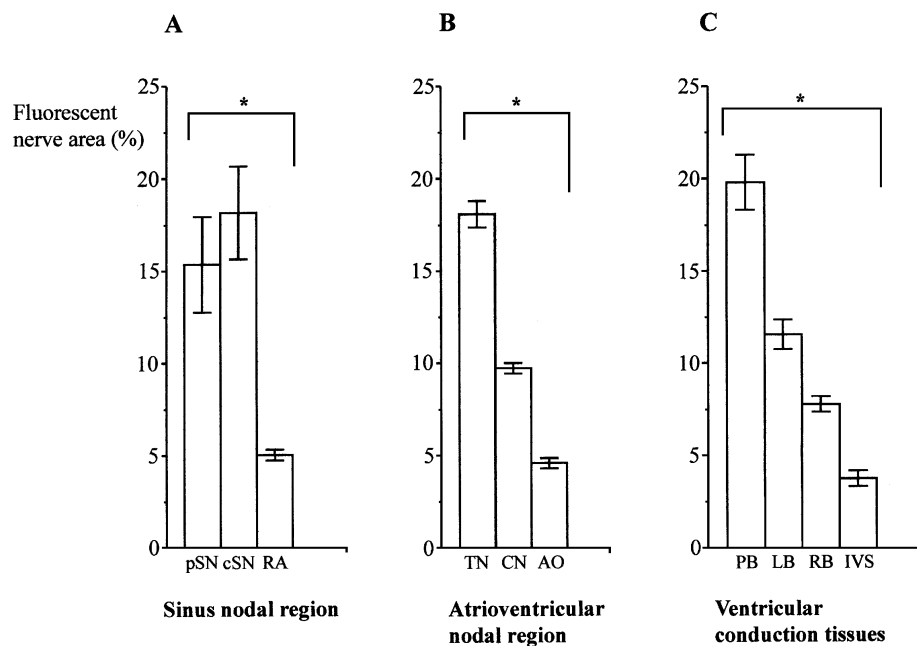 A
B
C
Fluorescent
nerve area (%)
25
20
15
10
5
0
*
pSN cSN RA
Sinus nodal region
25
20
15
10
5
0
*
TN CN AO
Atrioventricular
nodal region
25
20
15
10
5
0
*
PB LB RB IVS
Ventricular
conduction tissues